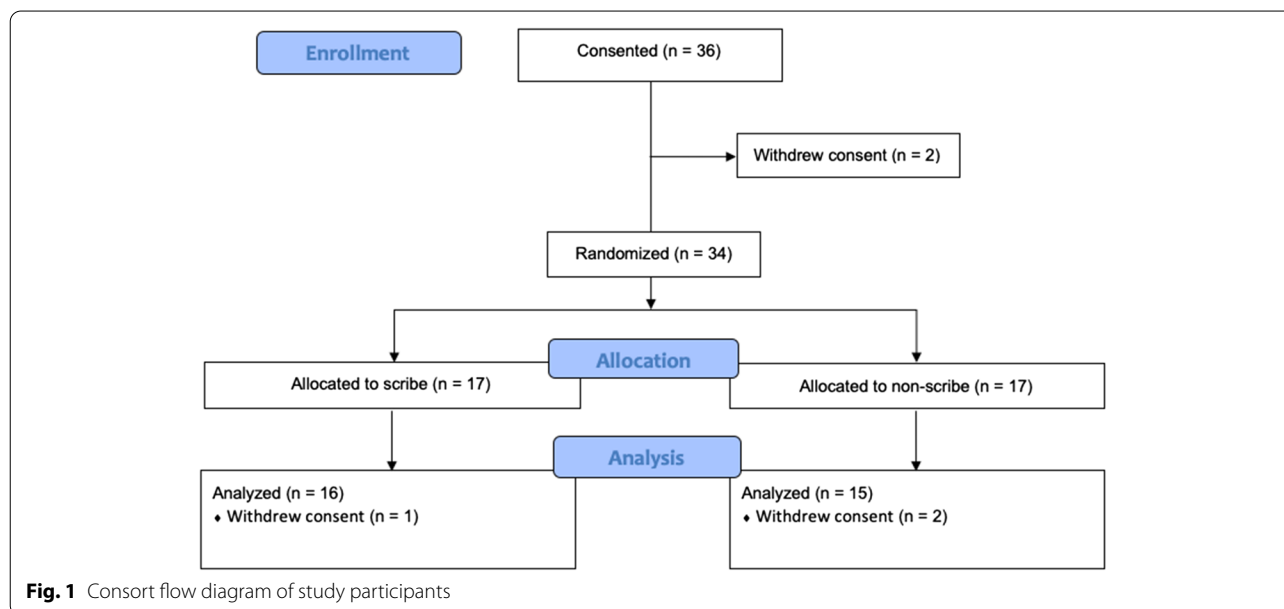 Enrollment
Consented (n = 36)
Withdrew consent (n = 2)
Randomized (n = 34)
Allocation
Allocated to scribe (n = 17)
Allocated to non-scribe (n = 17)
Analysis
Analyzed (n = 16)
♦ Withdrew consent (n = 1)
Analyzed (n = 15)
♦ Withdrew consent (n = 2)
Fig. 1 Consort flow diagram of study participants